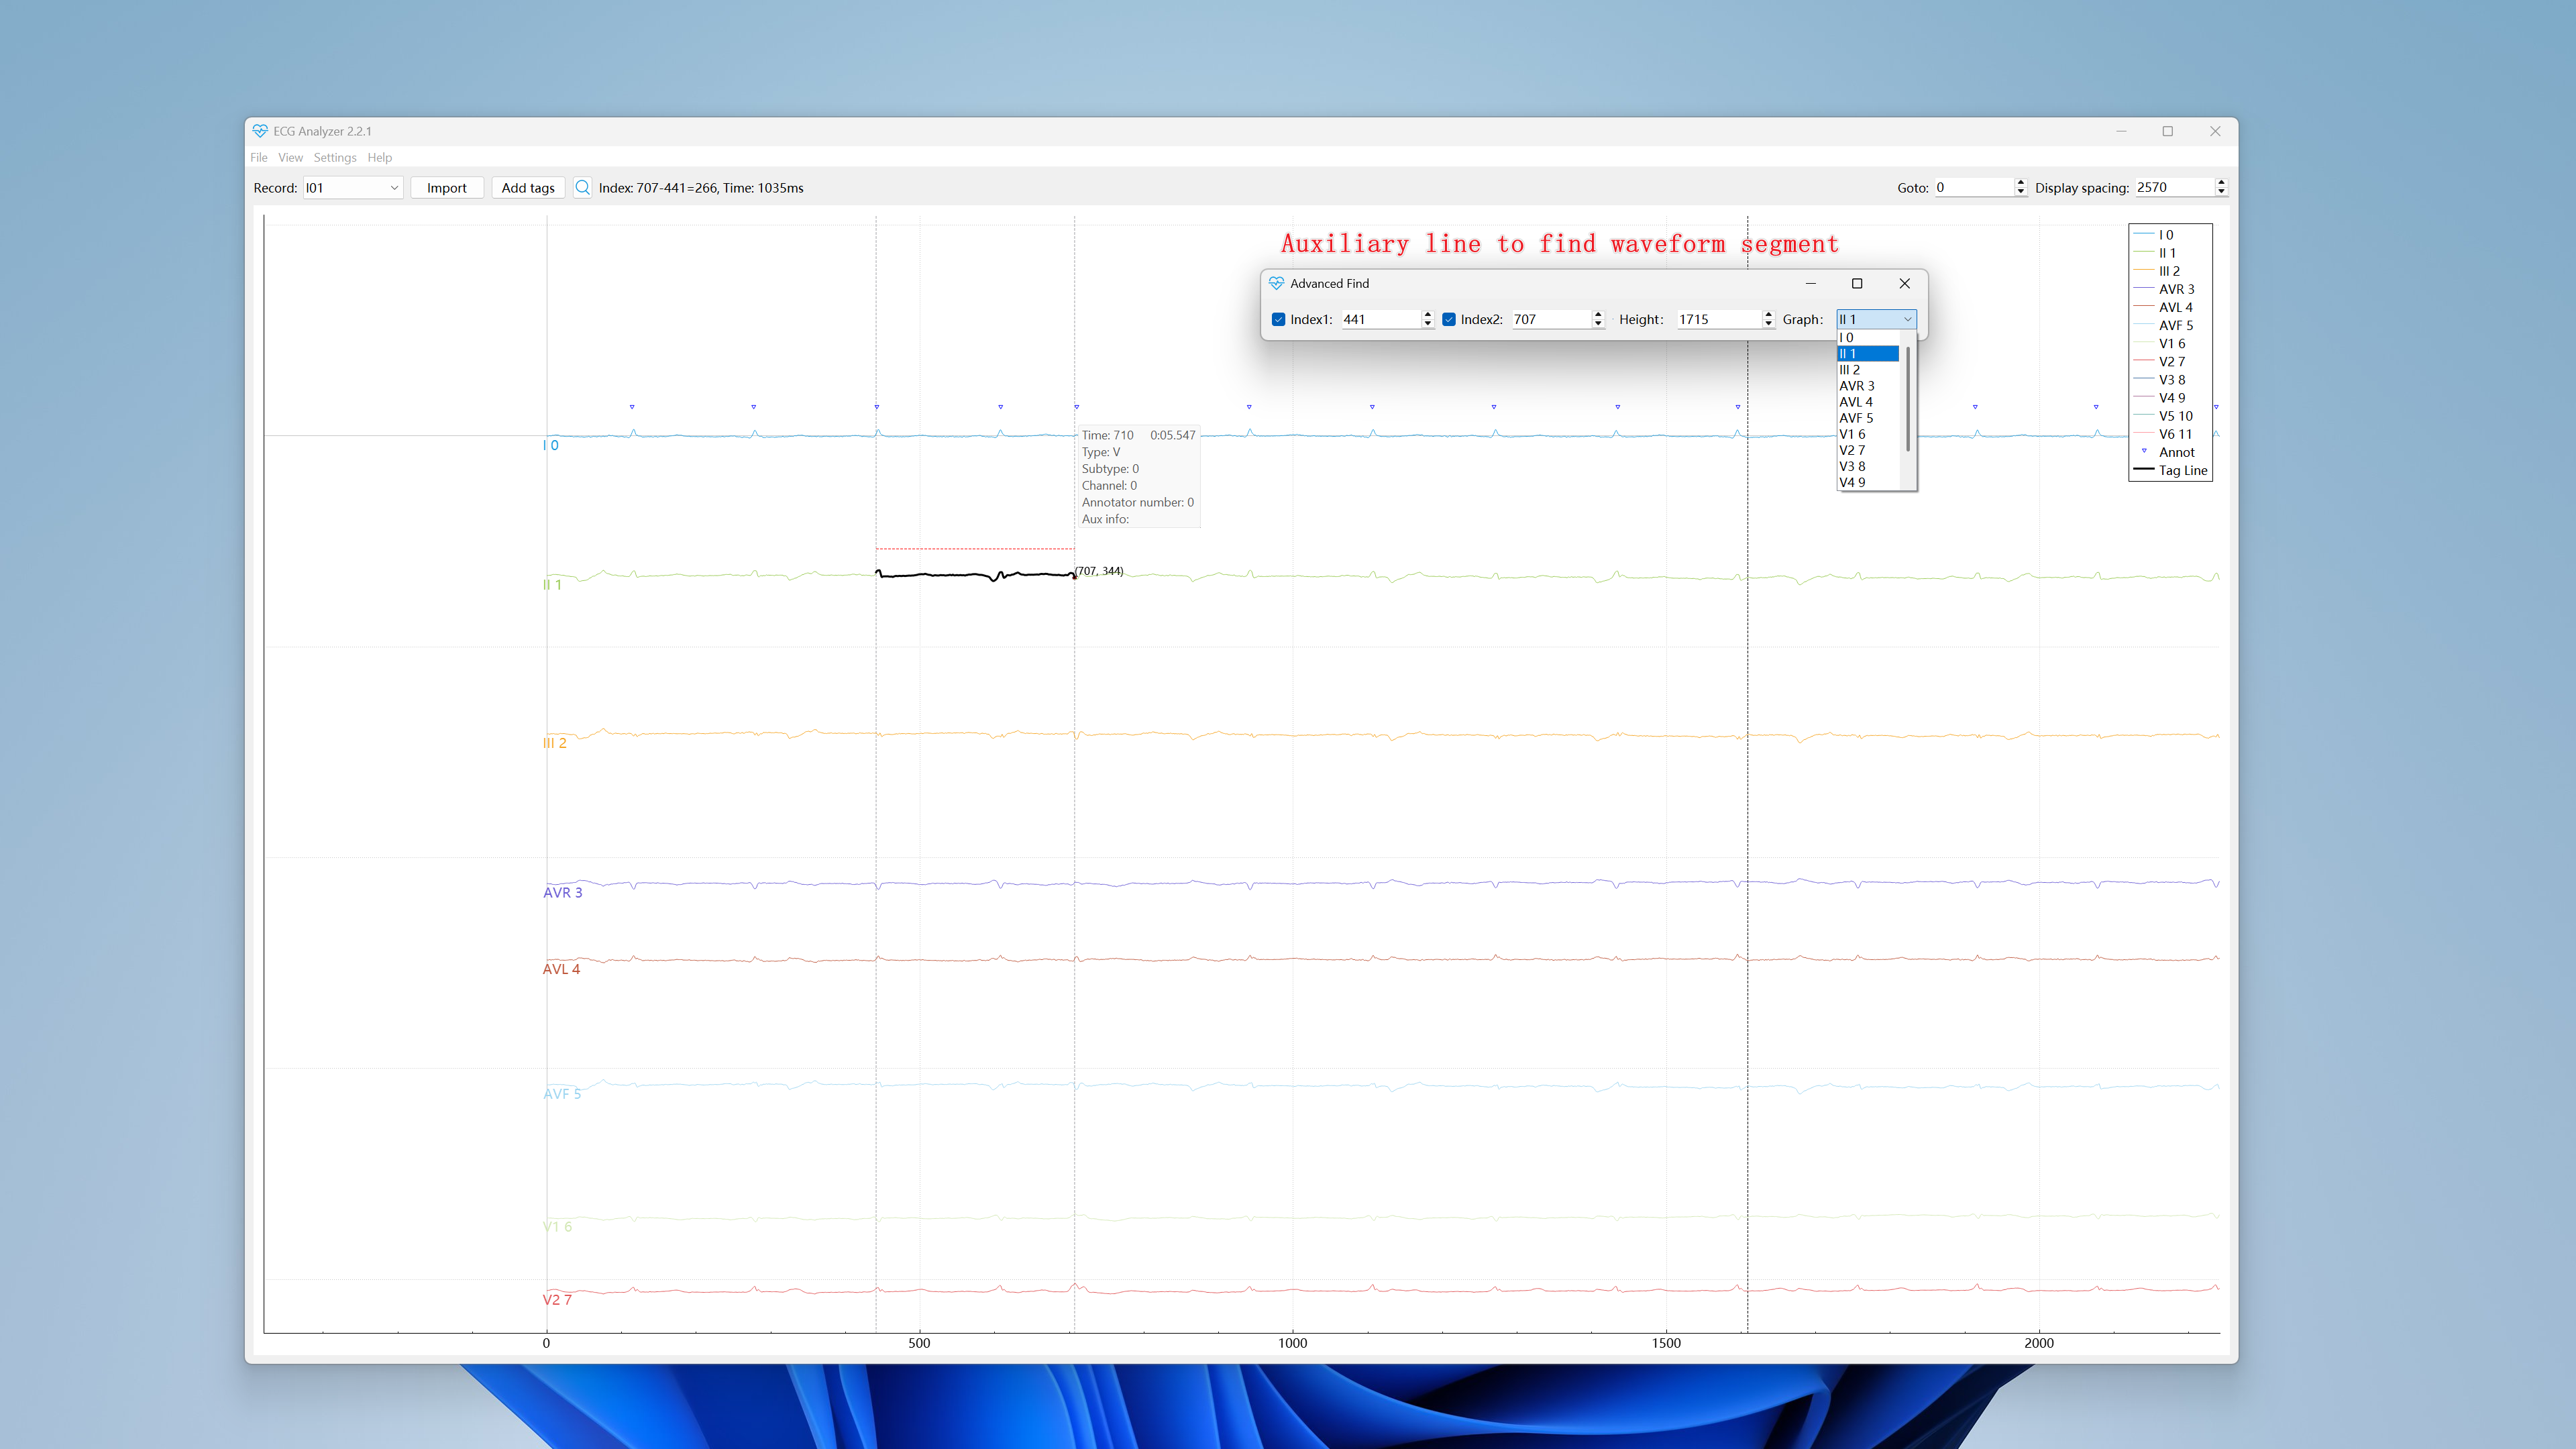 ECG Analyzer 2.2.1
File View Settings Help
Record: I01 Import Add tags Index: 707-441=266, Time: 1035ms Goto: 0 Display spacing: 2570
Auxiliary line to find waveform segment
Advanced Find
Index1: 441 Index2: 707 Height: 1715 Graph: II 1
I 0
II 1
III 2
AVR 3
AVL 4
AVF 5
V1 6
V2 7
V3 8
V4 9
I 0
II 1
III 2
AVR 3
AVL 4
AVF 5
V1 6
V2 7
V3 8
V4 9
V5 10
V6 11
Annot
Tag Line
I 0
Time: 710 0:05.547
Type: V
Subtype: 0
Channel: 0
Annotator number: 0
Aux info:
(707, 344)
II 1
III 2
AVR 3
AVL 4
AVF 5
V1 6
V2 7
0 500 1000 1500 2000